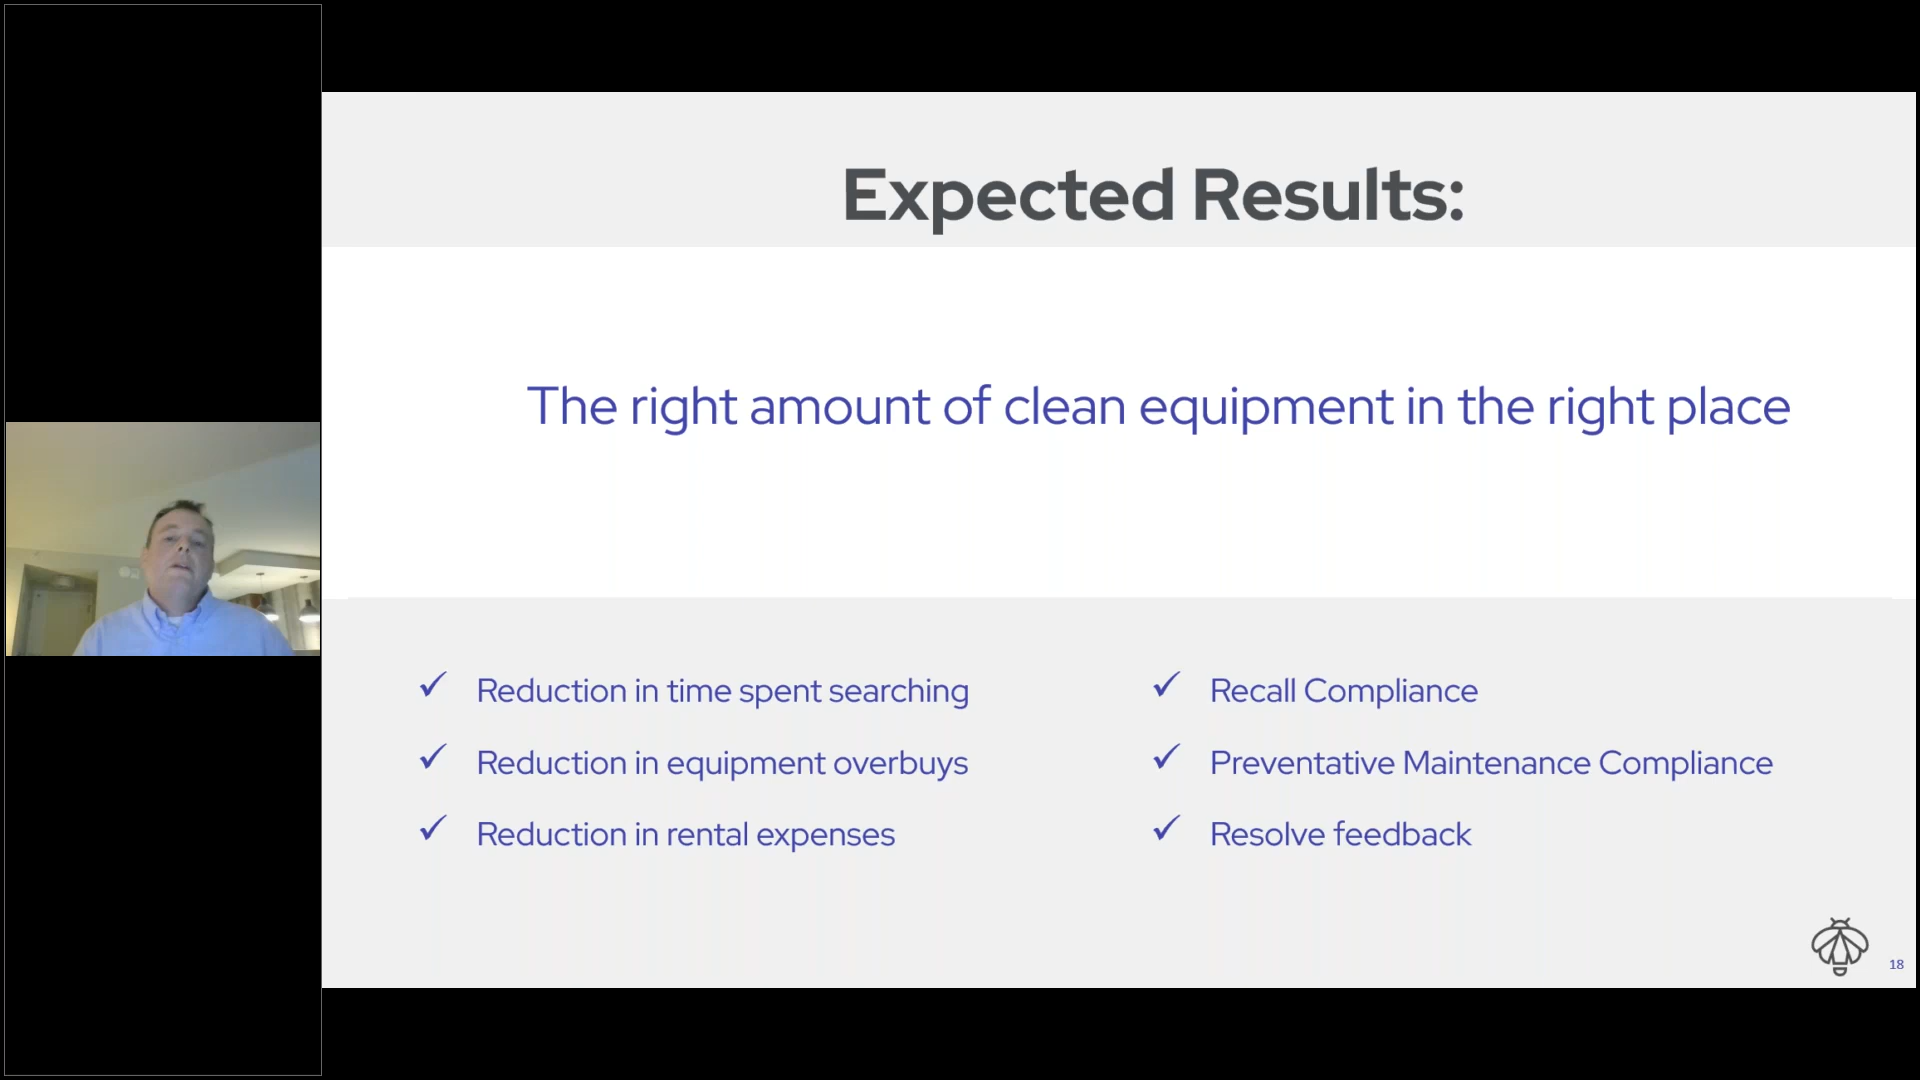 Expected Results:
The right amount of clean equipment in the right place
Reduction in time spent searching
Reduction in equipment overbuys
Reduction in rental expenses
Recall Compliance
Preventative Maintenance Compliance
Resolve feedback
18